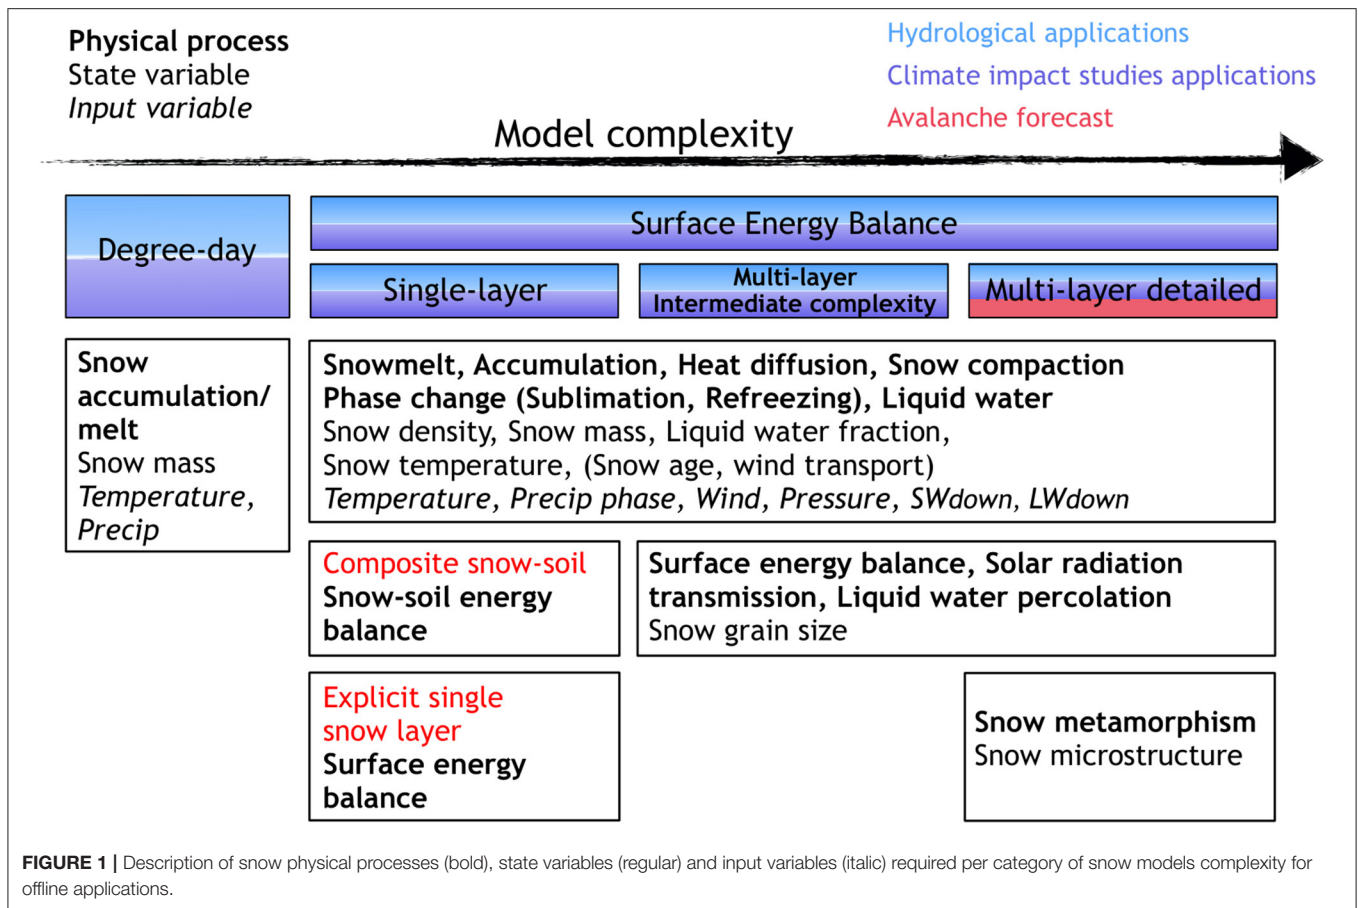 Physical process
State variable
Input variable
Hydrological applications
Climate impact studies applications
Avalanche forecast
Model complexity
Degree-day
Surface Energy Balance
Single-layer
Multi-layer
Intermediate complexity
Multi-layer detailed
Snow
accumulation/
melt
Snow mass
Temperature,
Precip
Snowmelt, Accumulation, Heat diffusion, Snow compaction
Phase change (Sublimation, Refreezing), Liquid water
Snow density, Snow mass, Liquid water fraction,
Snow temperature, (Snow age, wind transport)
Temperature, Precip phase, Wind, Pressure, SWdown, LWdown
Composite snow-soil
Snow-soil energy
balance
Surface energy balance, Solar radiation
transmission, Liquid water percolation
Snow grain size
Explicit single
snow layer
Surface energy
balance
Snow metamorphism
Snow microstructure
FIGURE 1 | Description of snow physical processes (bold), state variables (regular) and input variables (italic) required per category of snow models complexity for
offline applications.